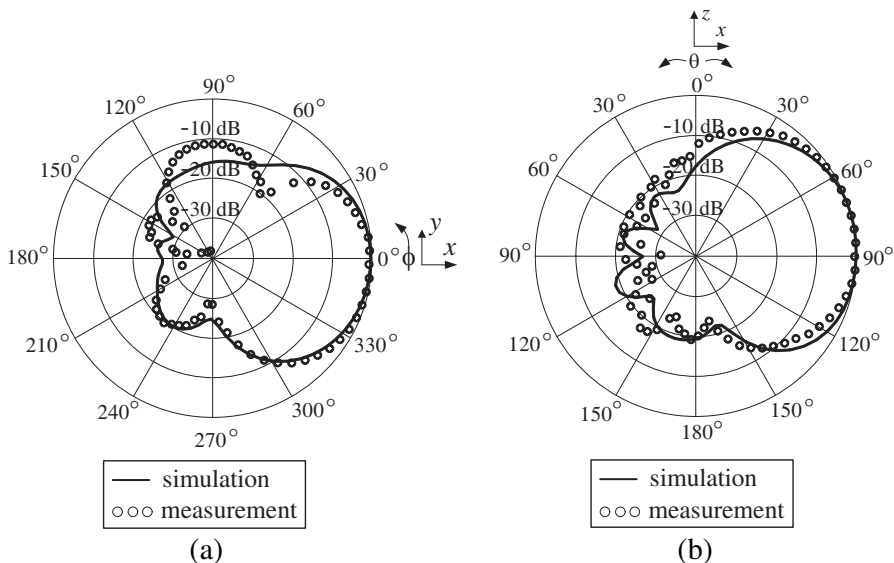 90°
120°
60°
-10 dB
150°
30°
-20 dB
-30 dB
y
x
180°
0°
ϕ
210°
330°
240°
300°
270°
simulation
measurement
(a)
z
x
θ
0°
30°
30°
-10 dB
60°
60°
-20 dB
-30 dB
90°
90°
120°
120°
150°
150°
180°
simulation
measurement
(b)